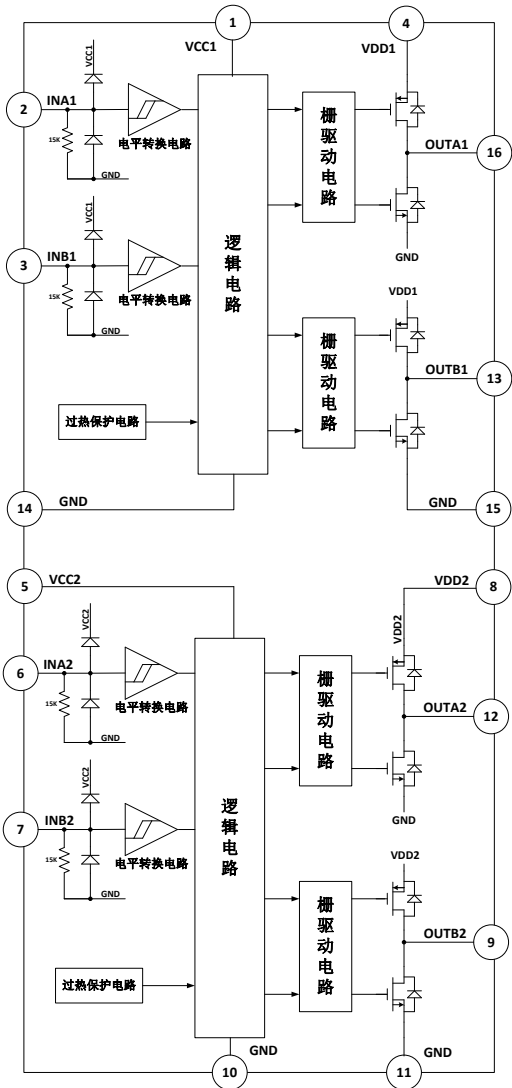 1
4
VCC1
VDD1
VCC1
2
INA1
15K
电平转换电路
GND
栅驱动电路
OUTA1
16
GND
VCC1
3
INB1
15K
电平转换电路
GND
逻辑电路
VDD1
栅驱动电路
OUTB1
13
过热保护电路
14
GND
GND
15
5
VCC2
VDD2
8
VCC2
VDD2
6
INA2
15K
电平转换电路
GND
栅驱动电路
OUTA2
12
GND
VCC2
7
INB2
15K
电平转换电路
GND
逻辑电路
VDD2
栅驱动电路
OUTB2
9
过热保护电路
GND
10
GND
11